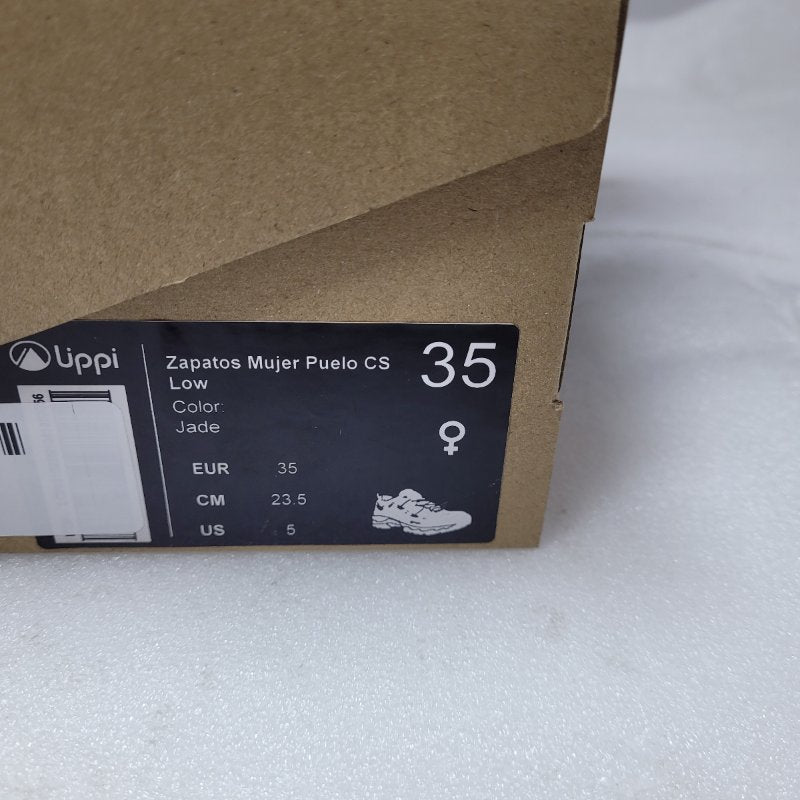 lippi
Zapatos Mujer Puelo CS
Low
35
Color:
Jade
EUR 35
CM 23.5
US 5